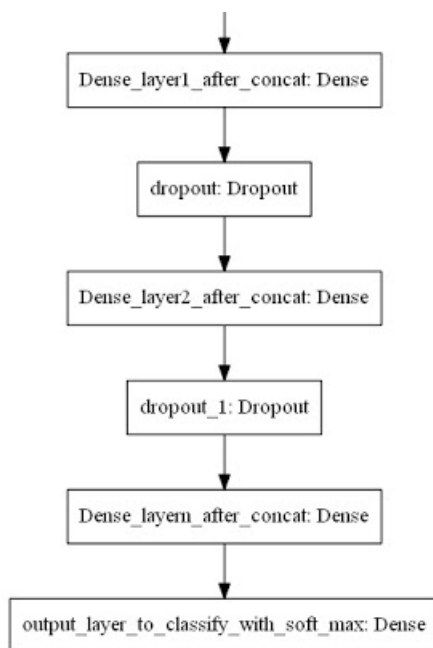 Dense_layer1_after_concat: Dense
dropout: Dropout
Dense_layer2_after_concat: Dense
dropout_1: Dropout
Dense_layern_after_concat: Dense
output_layer_to_classify_with_soft_max: Dense